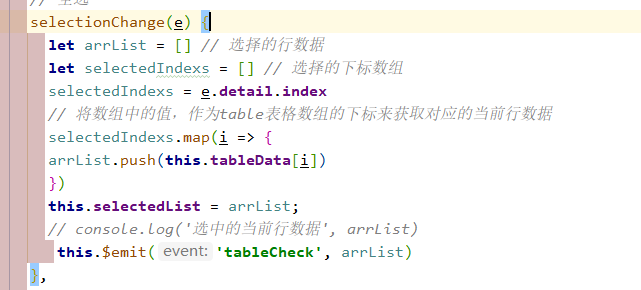 selectionChange(e) {
let arrList = [] // 选择的行数据
let selectedIndexs = [] // 选择的下标数组
selectedIndexs = e.detail.index
// 将数组中的值，作为table表格数组的下标来获取对应的当前行数据
selectedIndexs.map(i => {
arrList.push(this.tableData[i])
})
this.selectedList = arrList;
// console.log('选中的当前行数据', arrList)
this.$emit( event: 'tableCheck', arrList)
},